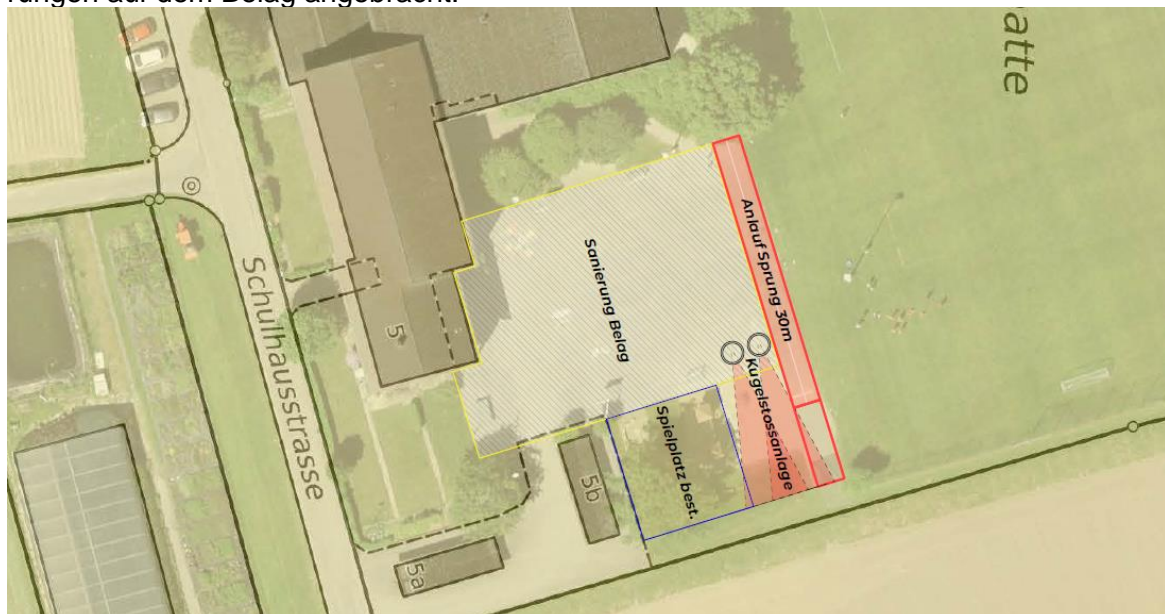 rungen auf dem Belag angebracht.
atte
Anlauf Sprung 30m
Sanierung Belag
Schulhausstrasse
5
Kugelstossanlage
Spielplatz best.
5b
5a